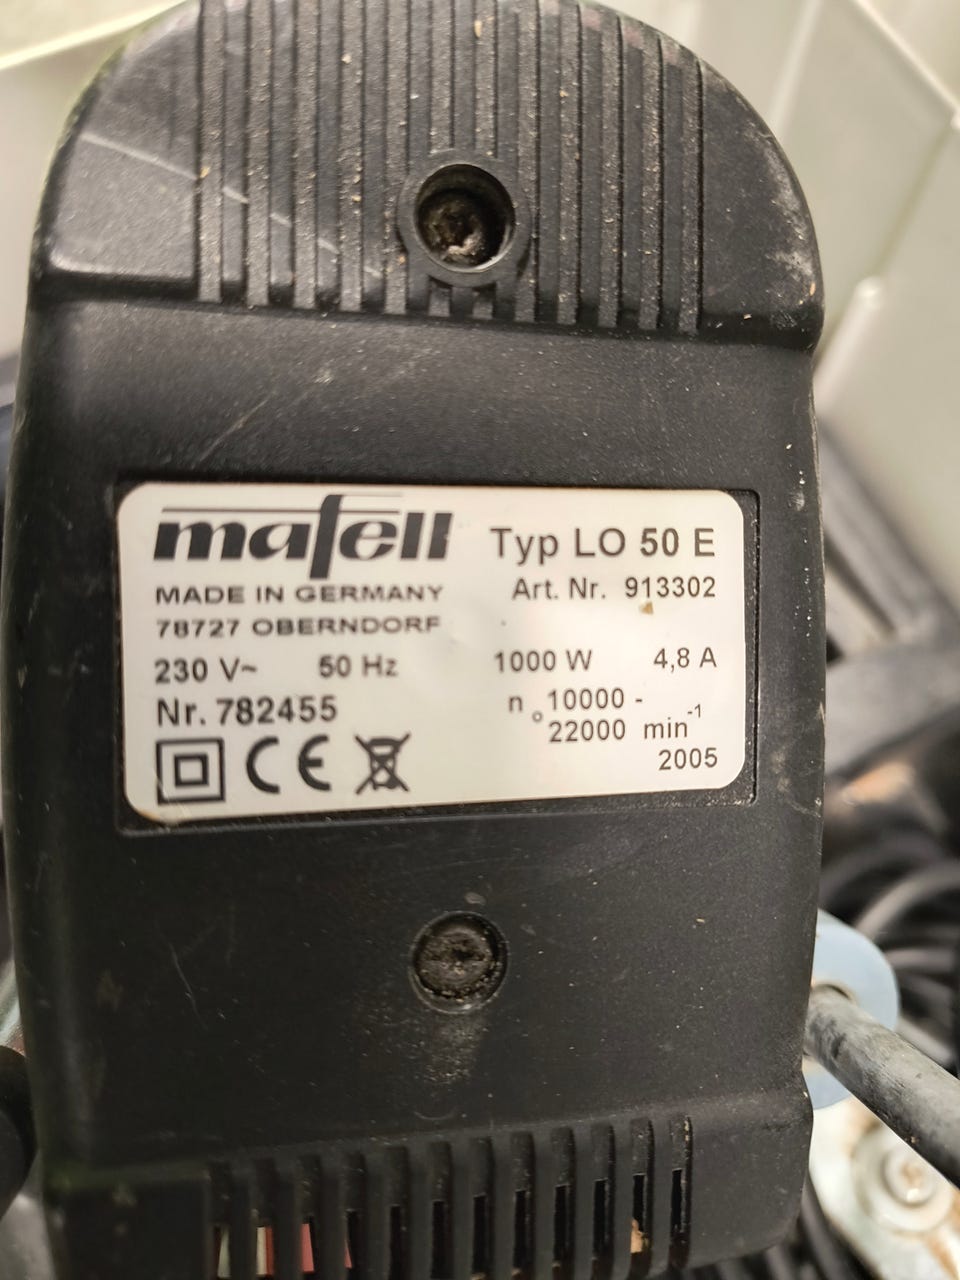 mafell Typ LO 50 E
MADE IN GERMANY Art. Nr. 913302
78727 OBERNDORF
230 V~ 50 Hz 1000 W 4,8 A
Nr. 782455 n₀ 10000 -
22000 min⁻¹
CE 2005